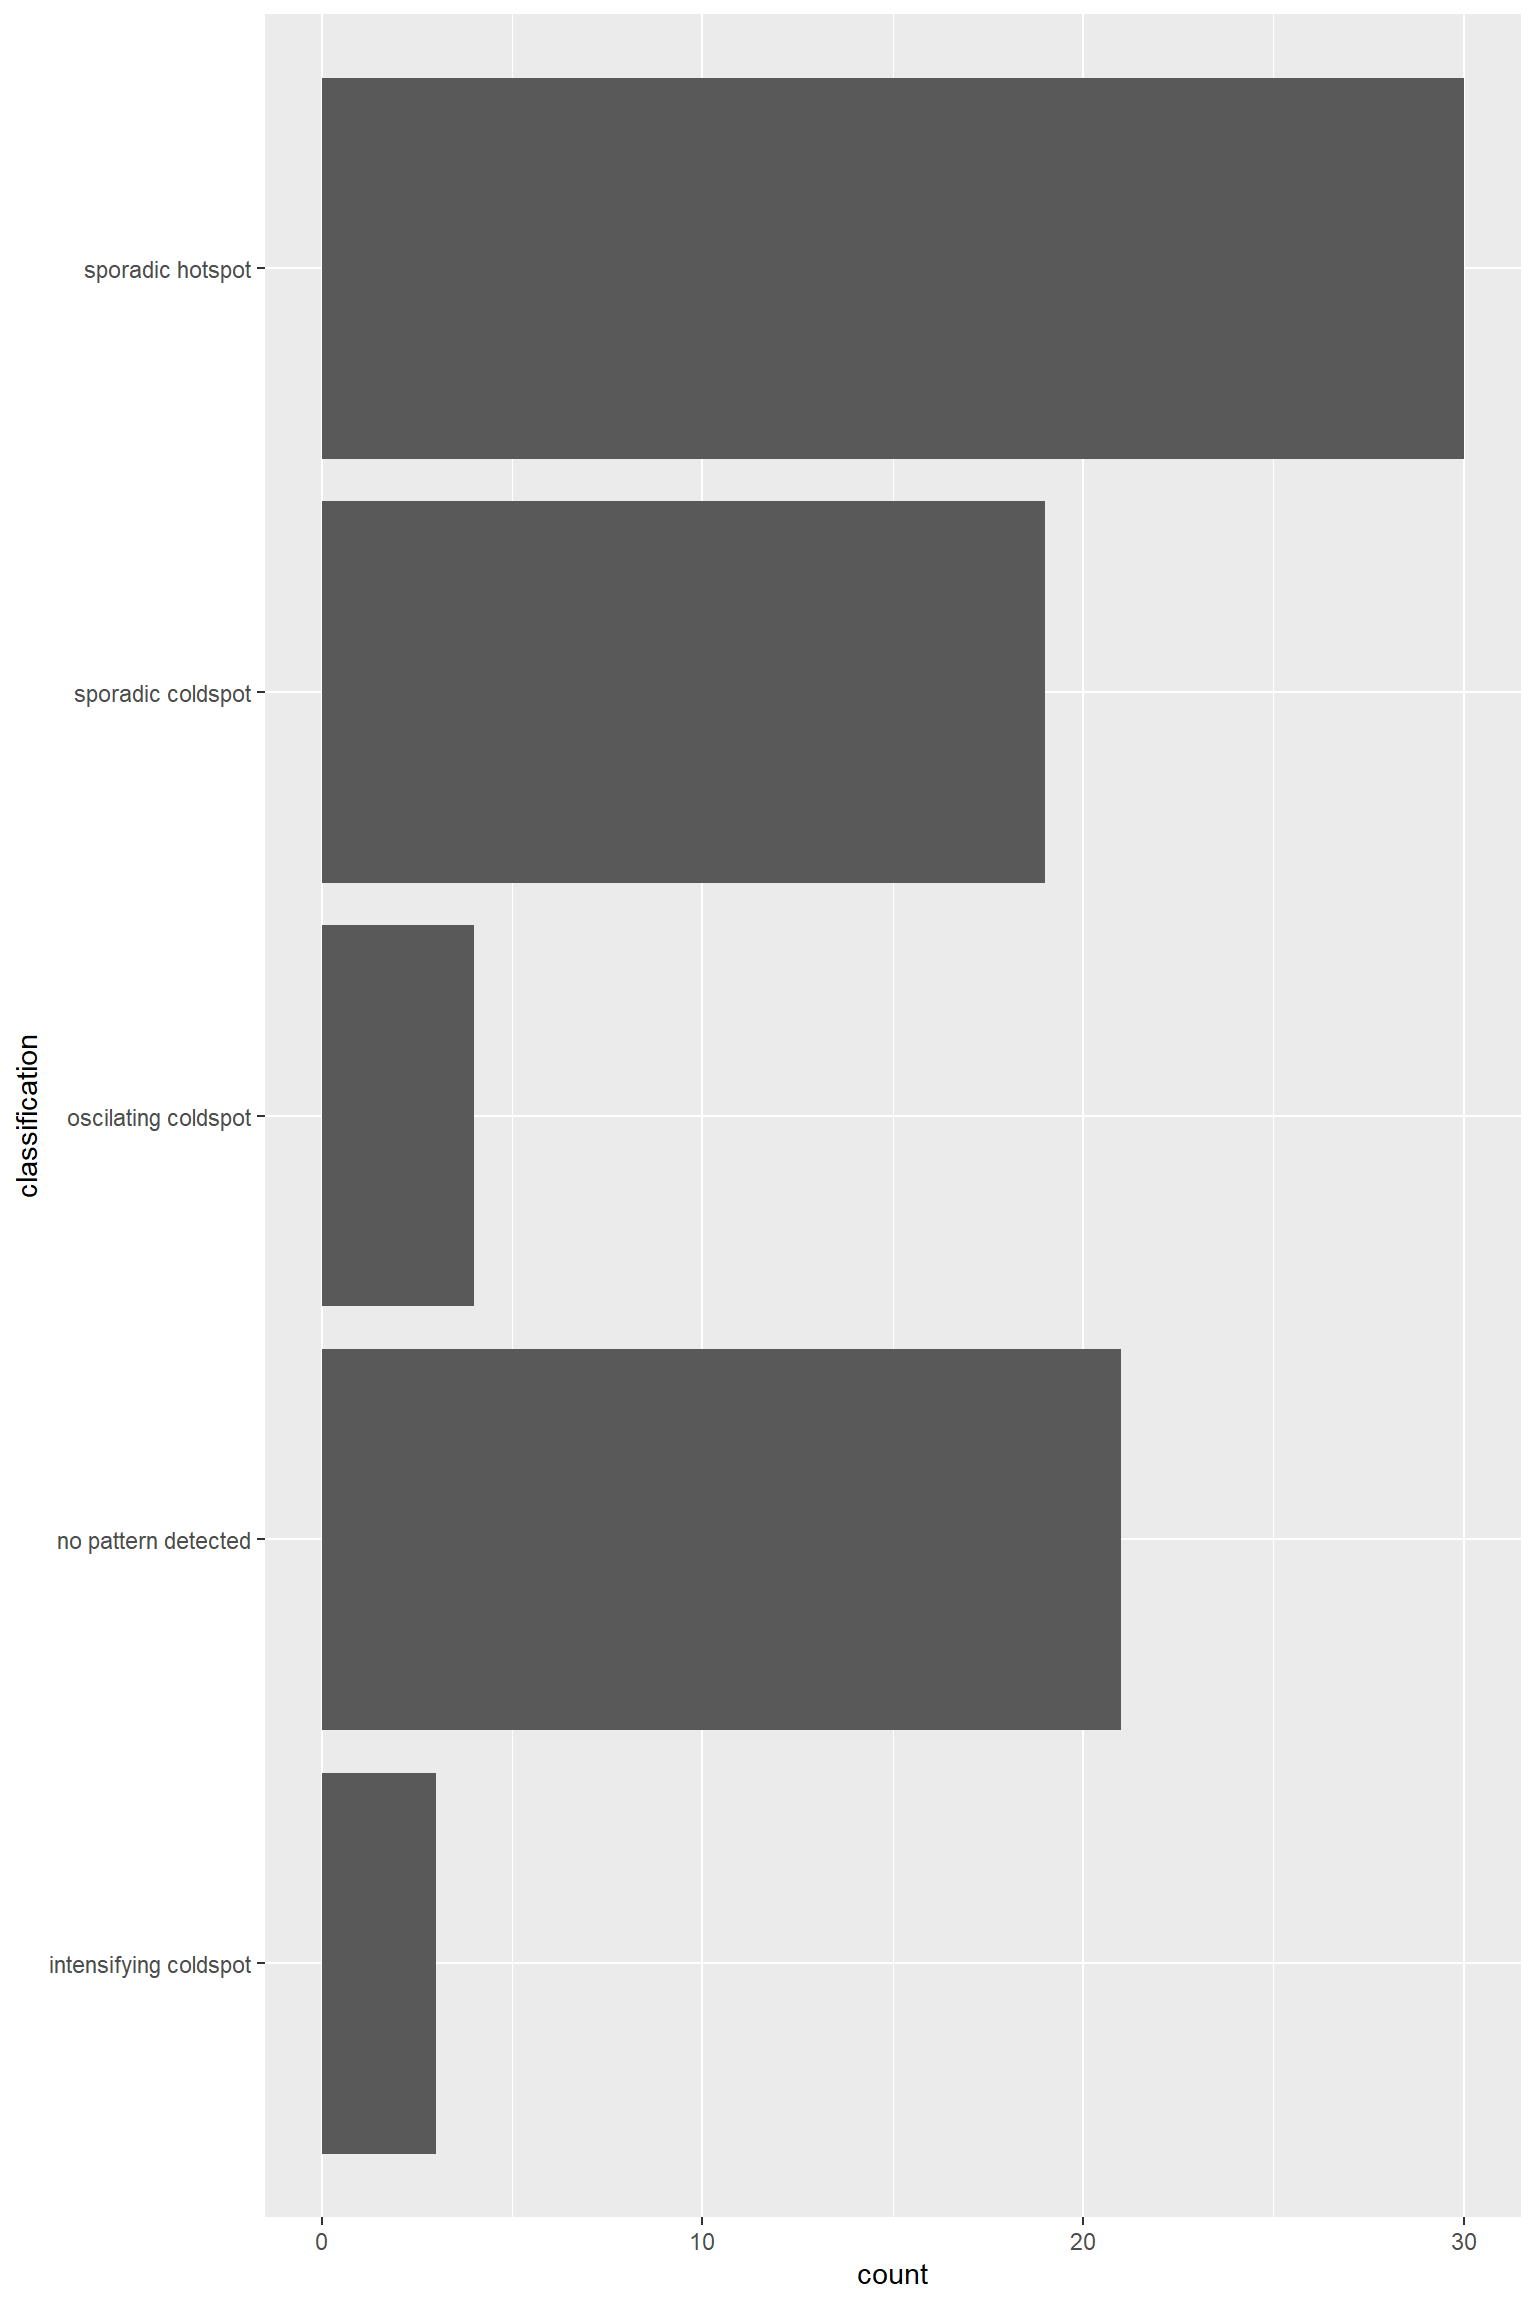 classification
sporadic hotspot
sporadic coldspot
oscilating coldspot
no pattern detected
intensifying coldspot
0 10 20 30
count